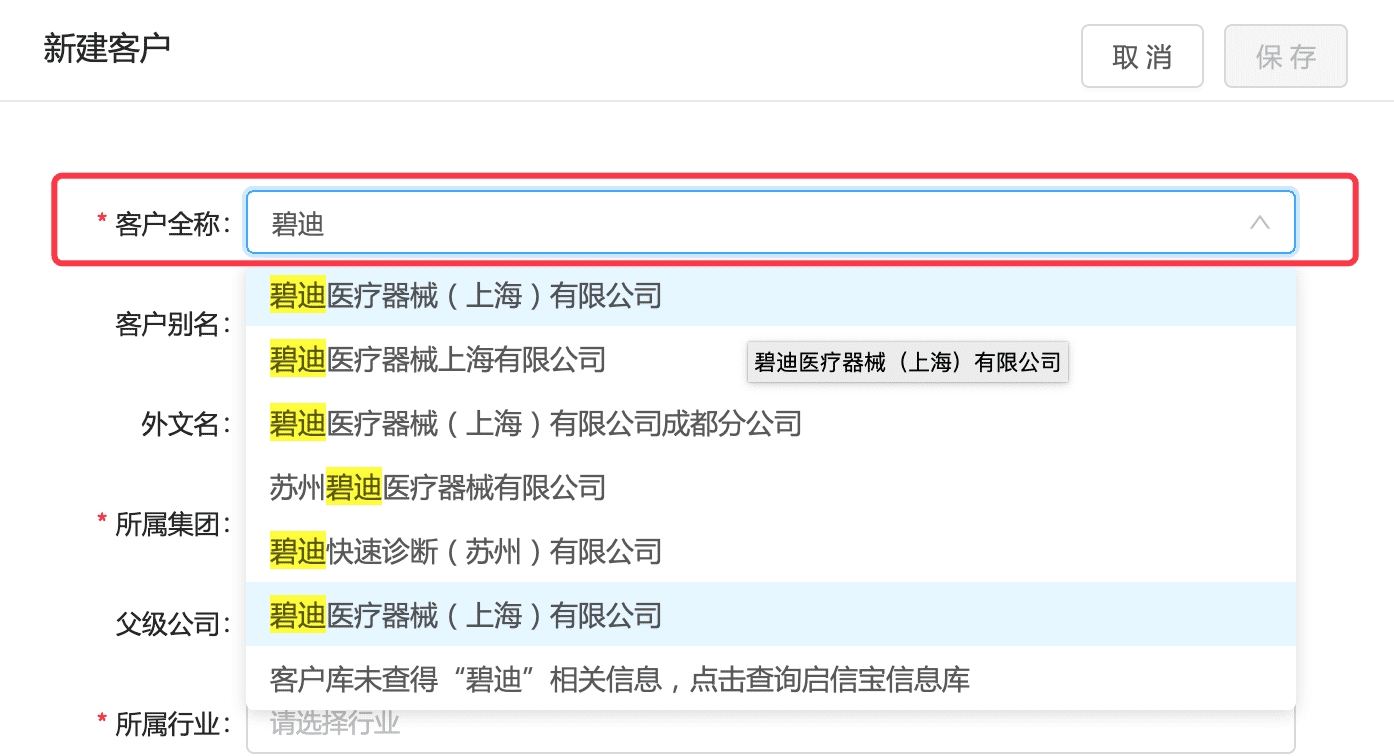 新建客户
取 消
保 存
* 客户全称：
碧迪
碧迪医疗器械（上海）有限公司
客户别名：
碧迪医疗器械上海有限公司
碧迪医疗器械（上海）有限公司
外文名：
碧迪医疗器械（上海）有限公司成都分公司
苏州碧迪医疗器械有限公司
* 所属集团：
碧迪快速诊断（苏州）有限公司
父级公司：
碧迪医疗器械（上海）有限公司
客户库未查得“碧迪”相关信息，点击查询启信宝信息库
* 所属行业：
请选择行业